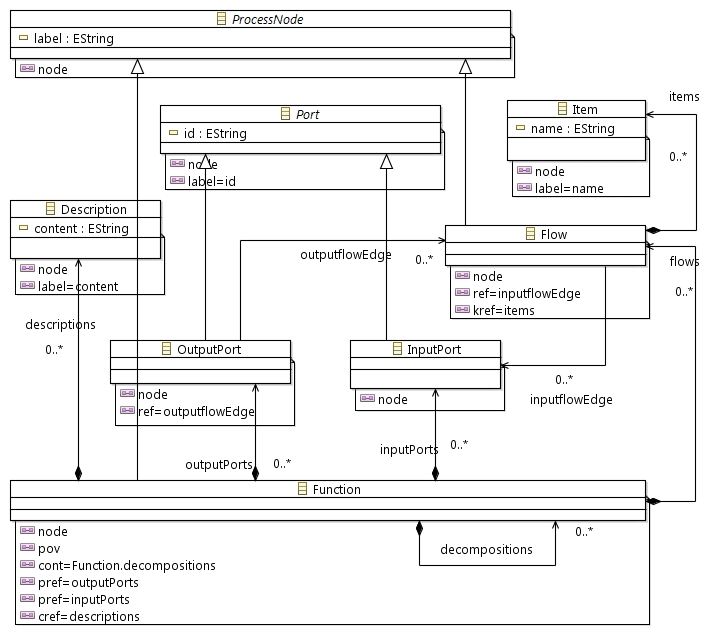 ProcessNode
label : EString
node
Port
id : EString
node
label=id
Item
name : EString
node
label=name
items
0..*
Description
content : EString
node
label=content
Flow
node
ref=inputflowEdge
kref=items
outputflowEdge
0..*
flows
0..*
descriptions
0..*
OutputPort
node
ref=outputflowEdge
InputPort
node
0..*
inputflowEdge
outputPorts
0..*
inputPorts
0..*
Function
node
pov
cont=Function.decompositions
pref=outputPorts
pref=inputPorts
cref=descriptions
decompositions
0..*